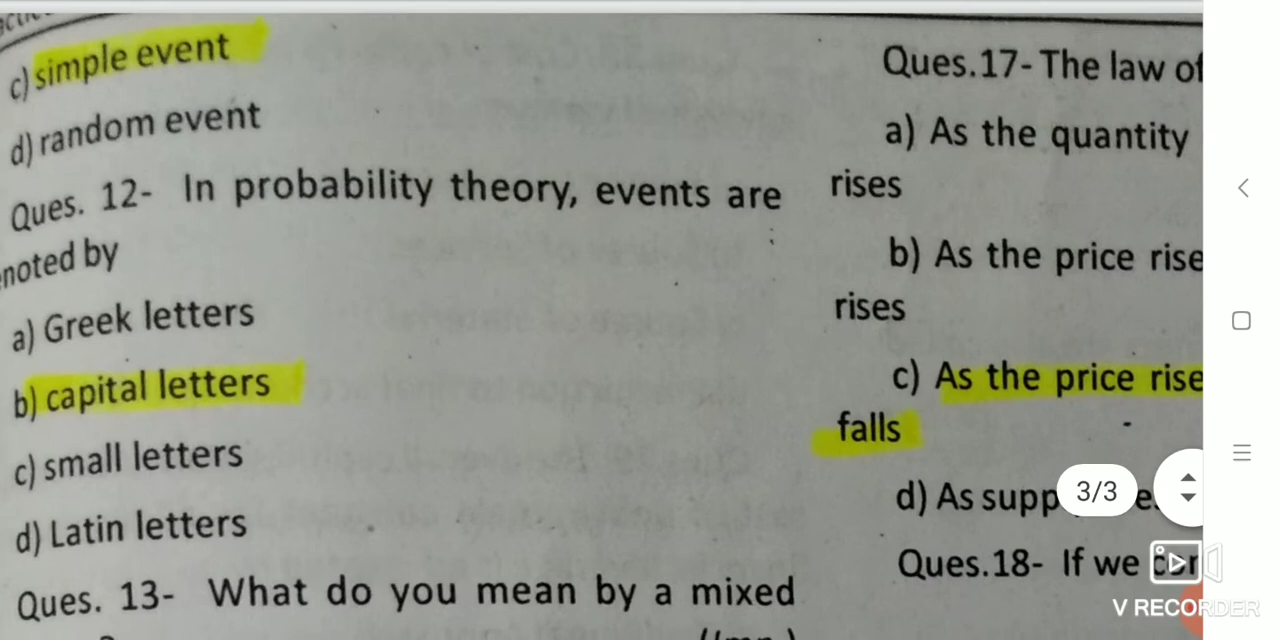 c) simple event
d) random event
Ques. 12- In probability theory, events are
noted by
a) Greek letters
b) capital letters
c) small letters
d) Latin letters
Ques. 13- What do you mean by a mixed
Ques.17- The law of
a) As the quantity
rises
b) As the price rise
rises
c) As the price rise
falls
d) As supp
Ques.18- If we
3/3
V RECORDER